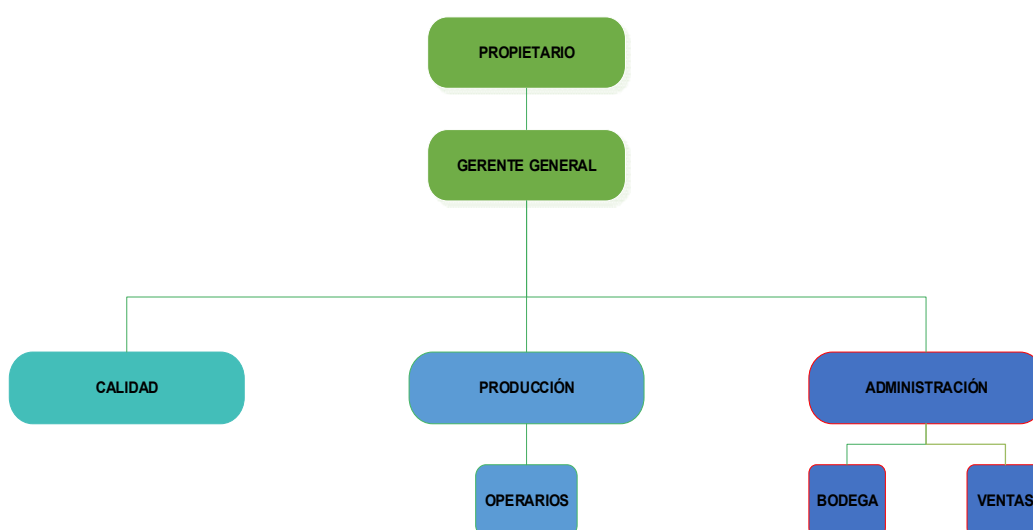 PROPIETARIO
GERENTE GENERAL
CALIDAD
PRODUCCIÓN
ADMINISTRACIÓN
OPERARIOS
BODEGA
VENTAS